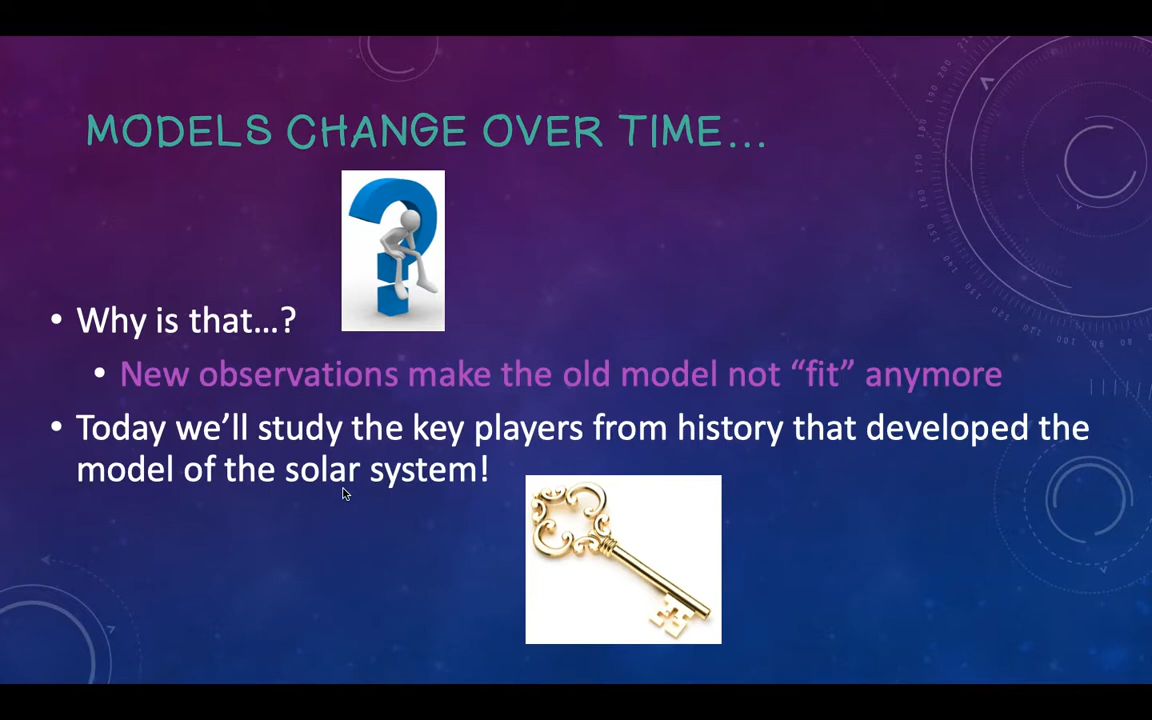 MODELS CHANGE OVER TIME...
• Why is that...?
• New observations make the old model not “fit” anymore
• Today we’ll study the key players from history that developed the
model of the solar system!